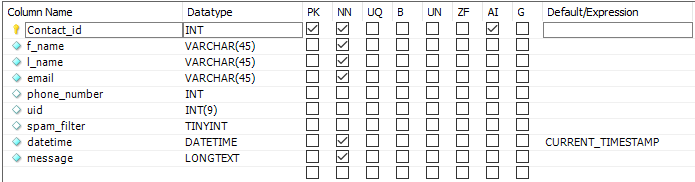 Column Name Datatype PK NN UQ B UN ZF AI G Default/Expression
Contact_id INT
f_name VARCHAR(45)
l_name VARCHAR(45)
email VARCHAR(45)
phone_number INT
uid INT(9)
spam_filter TINYINT
datetime DATETIME CURRENT_TIMESTAMP
message LONGTEXT